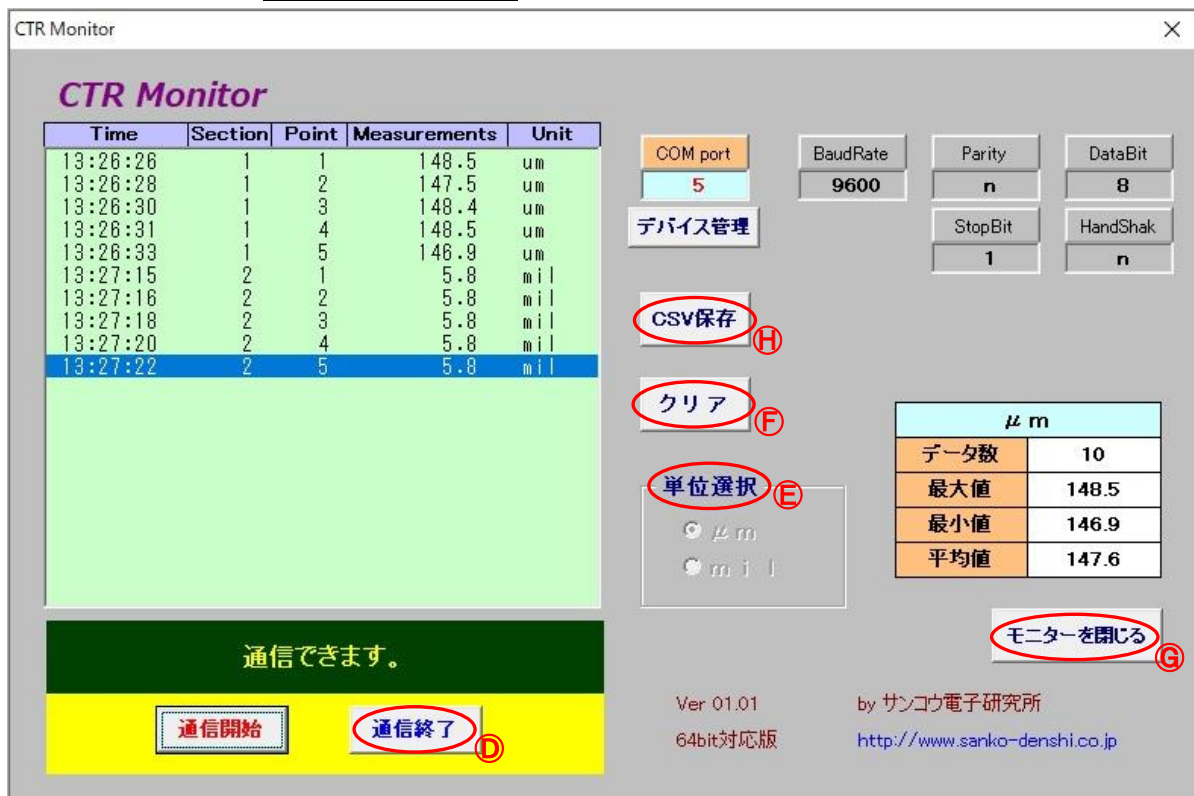 CTR Monitor
CTR Monitor
Time Section Point Measurements Unit
13:26:26 1 1 148.5 um
13:26:28 1 2 147.5 um
13:26:30 1 3 148.4 um
13:26:31 1 4 148.5 um
13:26:33 1 5 146.9 um
13:27:15 2 1 5.8 mil
13:27:16 2 2 5.8 mil
13:27:18 2 3 5.8 mil
13:27:20 2 4 5.8 mil
13:27:22 2 5 5.8 mil
COM port BaudRate Parity DataBit
5 9600 n 8
デバイス管理 StopBit HandShak
1 n
CSV保存 Ⓗ
クリア Ⓕ
単位選択 Ⓔ
μm
mil
μm
データ数 10
最大値 148.5
最小値 146.9
平均値 147.6
モニターを閉じる Ⓖ
通信できます。
通信開始 通信終了 Ⓓ
Ver 01.01 by サンコウ電子研究所
64bit対応版 http://www.sanko-denshi.co.jp